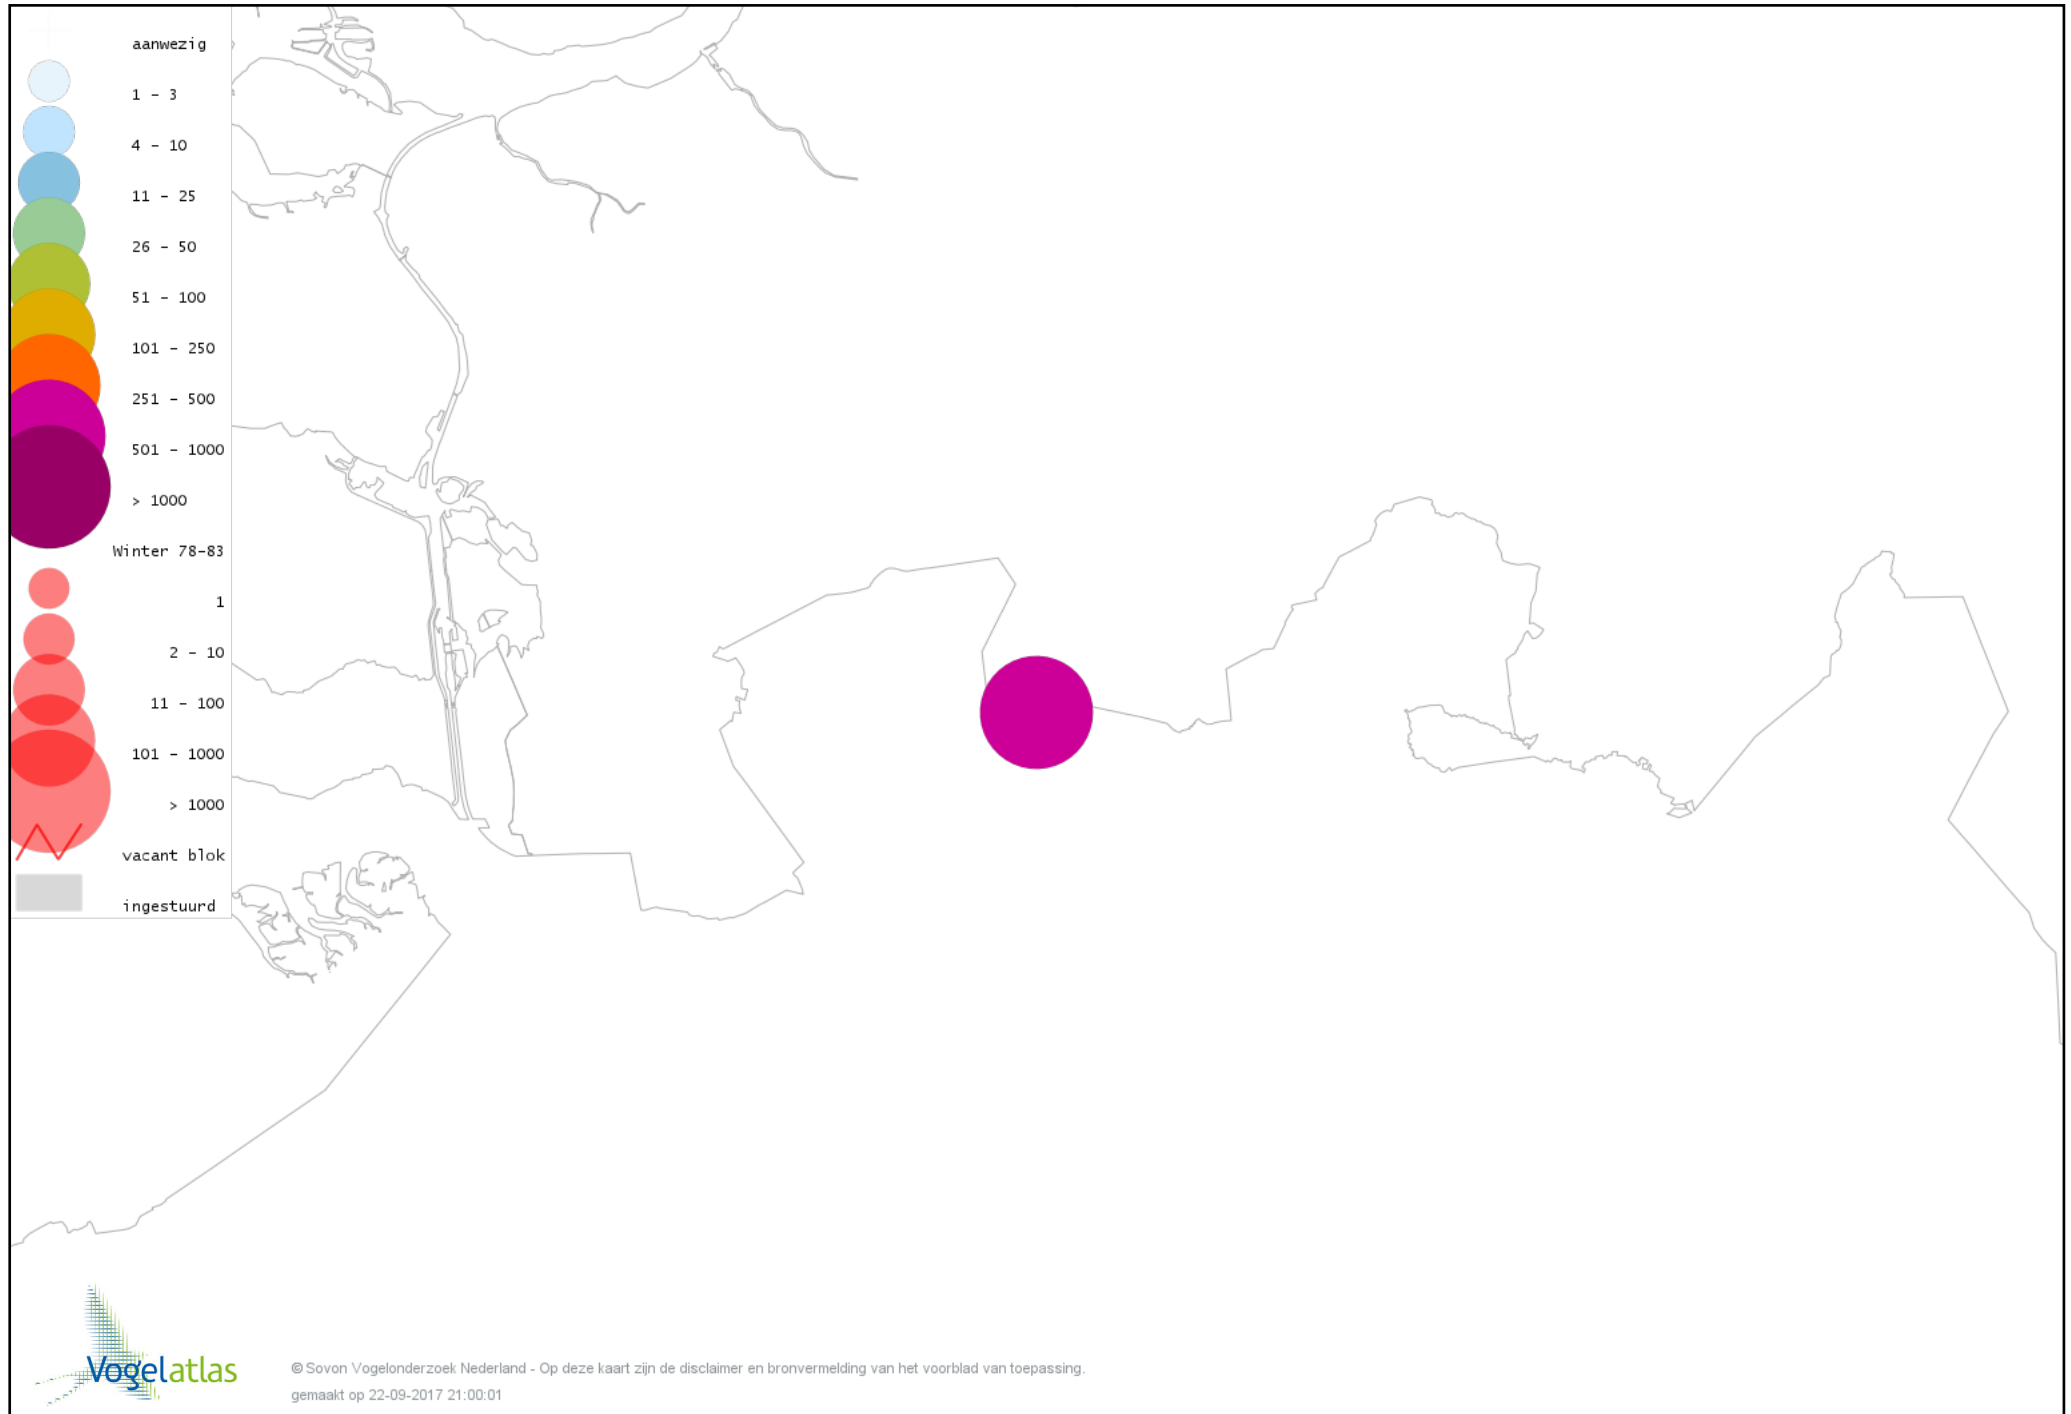 aanwezig
1 - 3
4 - 10
11 - 25
26 - 50
51 - 100
101 - 250
251 - 500
501 - 1000
> 1000
Winter 78-83
1
2 - 10
11 - 100
101 - 1000
> 1000
vacant blok
ingestuurd
Vogelatlas
© Sovon Vogelonderzoek Nederland - Op deze kaart zijn de disclaimer en bronvermelding van het voorblad van toepassing.
gemaakt op 22-09-2017 21:00:01